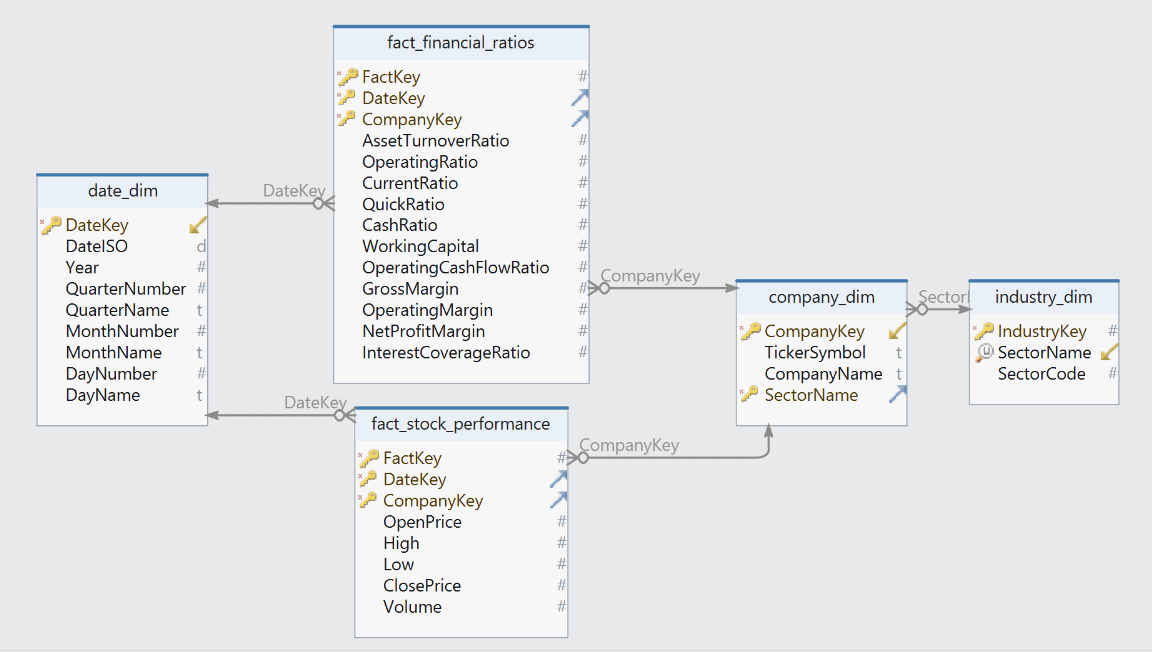 fact_financial_ratios
FactKey #
DateKey
CompanyKey
AssetTurnoverRatio #
OperatingRatio #
CurrentRatio #
QuickRatio #
CashRatio #
WorkingCapital #
OperatingCashFlowRatio #
GrossMargin #
OperatingMargin #
NetProfitMargin #
InterestCoverageRatio #
DateKey
date_dim
DateKey
DateISO d
Year #
QuarterNumber #
QuarterName t
MonthNumber #
MonthName t
DayNumber #
DayName t
CompanyKey
company_dim
CompanyKey
TickerSymbol t
CompanyName t
SectorName
Sector
industry_dim
IndustryKey #
u SectorName
SectorCode #
DateKey
fact_stock_performance
FactKey #
DateKey
CompanyKey
OpenPrice #
High #
Low #
ClosePrice #
Volume #
CompanyKey